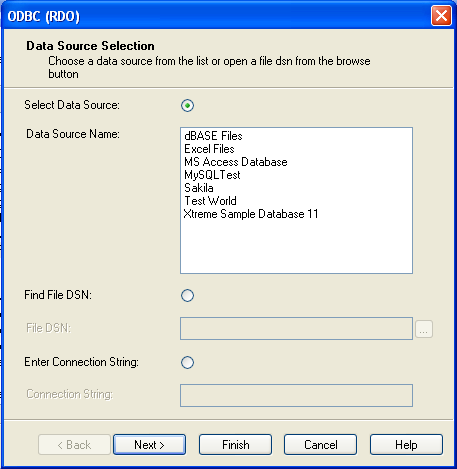 ODBC (RDO)
Data Source Selection
Choose a data source from the list or open a file dsn from the browse
button
Select Data Source:
Data Source Name:
dBASE Files
Excel Files
MS Access Database
MySQLTest
Sakila
Test World
Xtreme Sample Database 11
Find File DSN:
File DSN:
...
Enter Connection String:
Connection String:
< Back
Next >
Finish
Cancel
Help